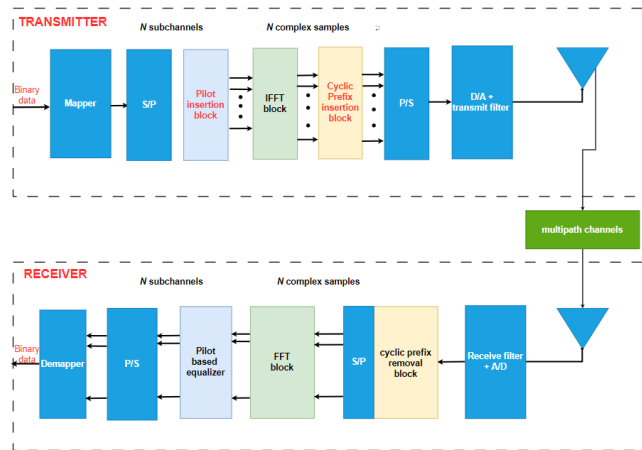 TRANSMITTER
N subchannels
N complex samples
Binary
data
Mapper
S/P
Pilot
insertion
block
IFFT
block
Cyclic
Prefix
insertion
block
P/S
D/A +
transmit filter
multipath channels
RECEIVER
N subchannels
N complex samples
Binary
data
Demapper
P/S
Pilot
based
equalizer
FFT
block
S/P
cyclic prefix
removal
block
Receive filter
+ A/D